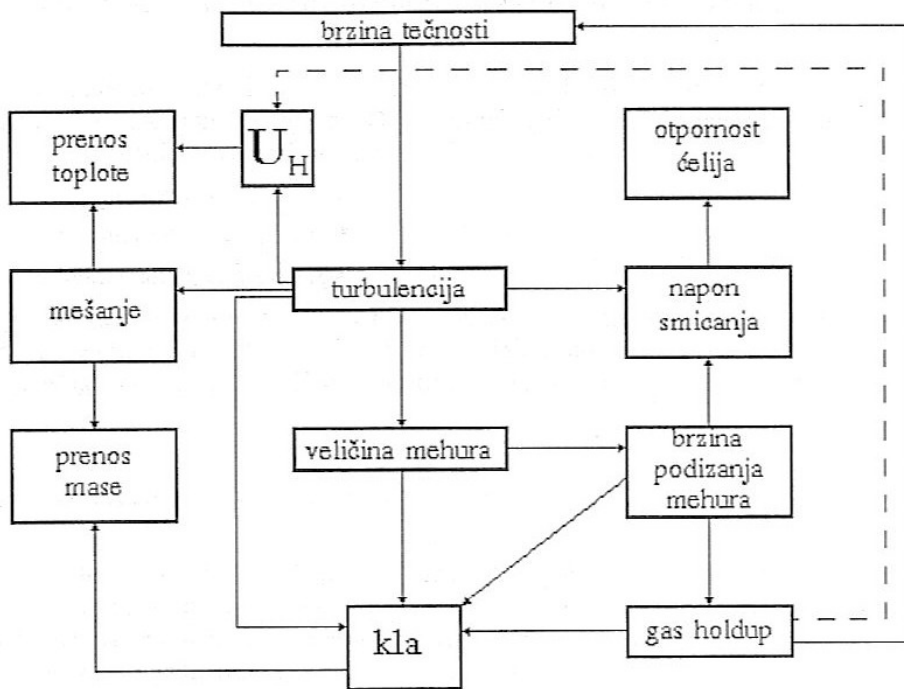 brzina tečnosti
prenos
toplote
U_H
otpornost
ćelija
mešanje
turbulencija
napon
smicanja
prenos
mase
veličina mehura
brzina
podizanja
mehura
kla
gas holdup